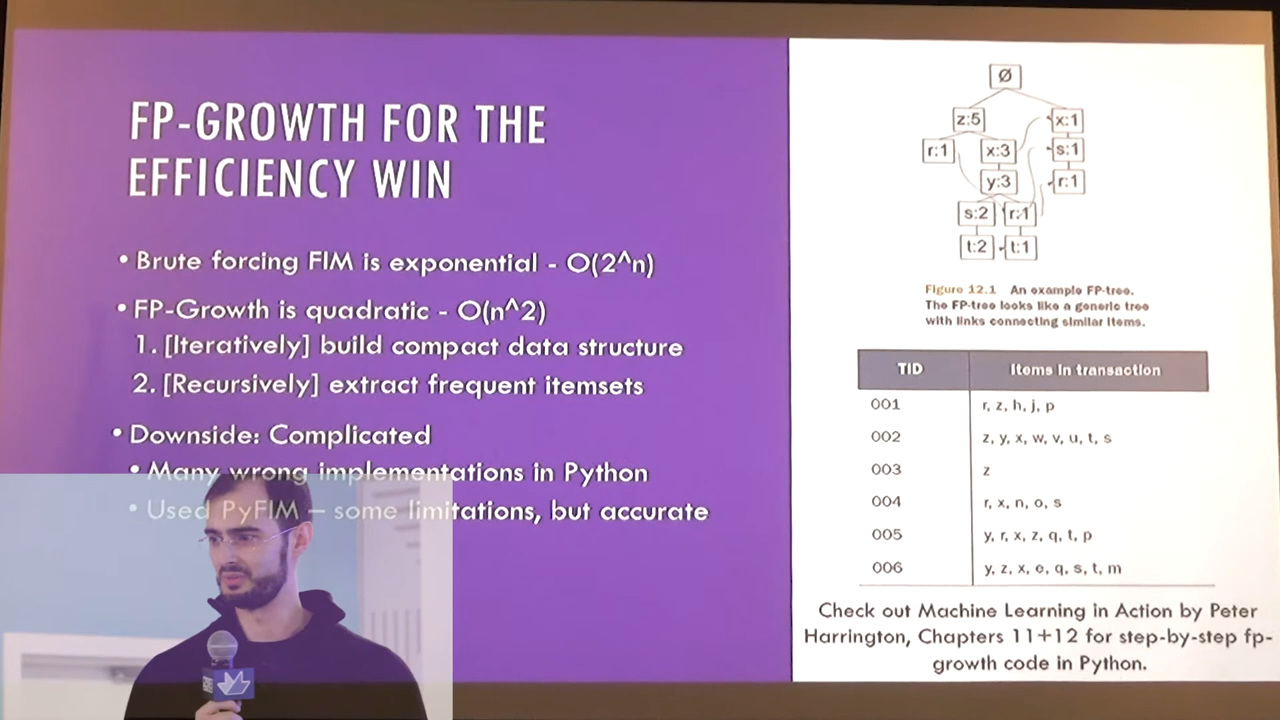 FP-GROWTH FOR THE
EFFICIENCY WIN
• Brute forcing FIM is exponential - O(2^n)
• FP-Growth is quadratic - O(n^2)
1. [Iteratively] build compact data structure
2. [Recursively] extract frequent itemsets
• Downside: Complicated
• Many wrong implementations in Python
• Used PyFIM – some limitations, but accurate
Ø
z:5
x:1
r:1
x:3
s:1
y:3
r:1
s:2
r:1
t:2
t:1
Figure 12.1 An example FP-tree.
The FP-tree looks like a generic tree
with links connecting similar items.
TID Items in transaction
001 r, z, h, j, p
002 z, y, x, w, v, u, t, s
003 z
004 r, x, n, o, s
005 y, r, x, z, q, t, p
006 y, z, x, e, q, s, t, m
Check out Machine Learning in Action by Peter
Harrington, Chapters 11+12 for step-by-step fp-
growth code in Python.